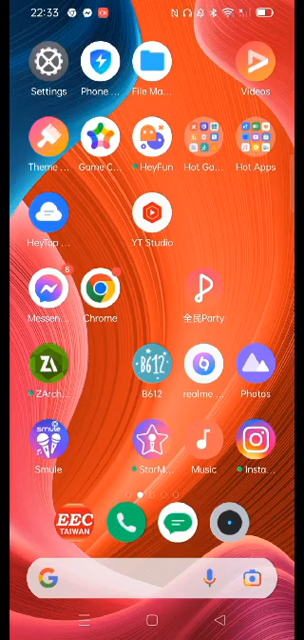 22:33
Settings
Phone ...
File Ma...
Videos
Theme ...
Game C...
HeyFun
Hot Ga...
Hot Apps
HeyTap ...
YT Studio
8
Messen...
Chrome
全民Party
ZA
B612
ZArch...
B612
realme ...
Photos
smule
Smule
StarM...
Music
Insta...
EEC
TAIWAN
G